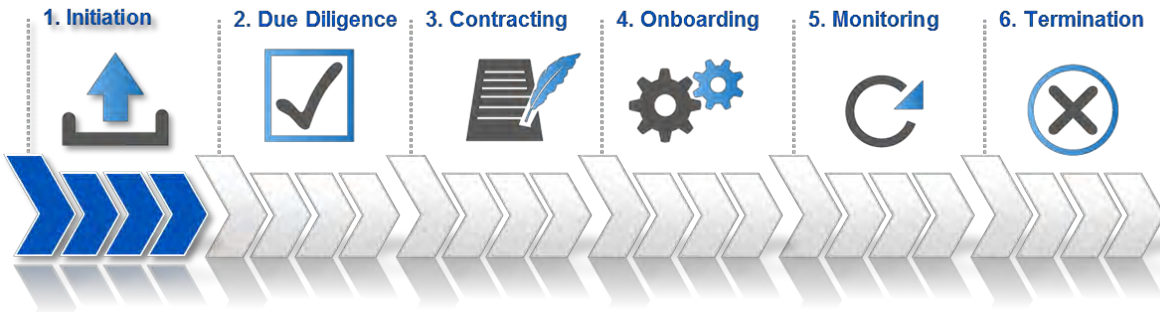 1. Initiation
2. Due Diligence
3. Contracting
4. Onboarding
5. Monitoring
6. Termination